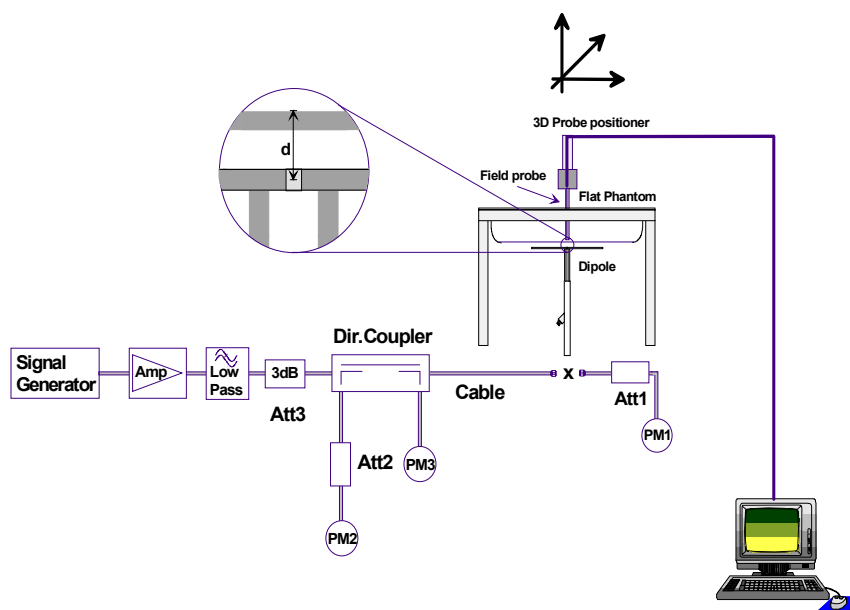 3D Probe positioner
d
Field probe
Flat Phantom
Dipole
Signal
Generator
Amp
Low
Pass
3dB
Att3
Dir.Coupler
Cable
x
Att1
PM1
Att2
PM3
PM2